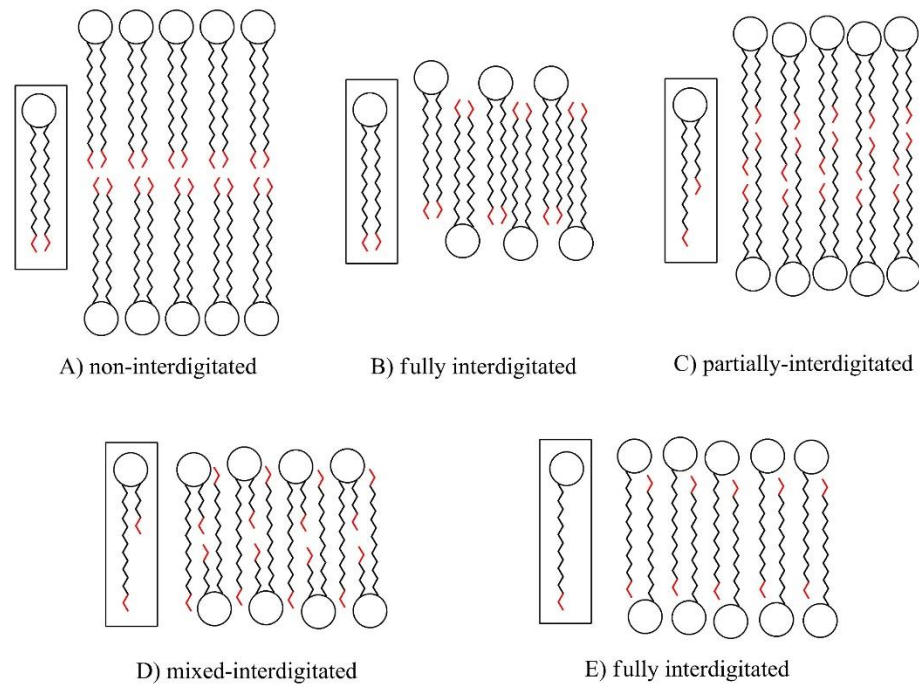 A) non-interdigitated
B) fully interdigitated
C) partially-interdigitated
D) mixed-interdigitated
E) fully interdigitated